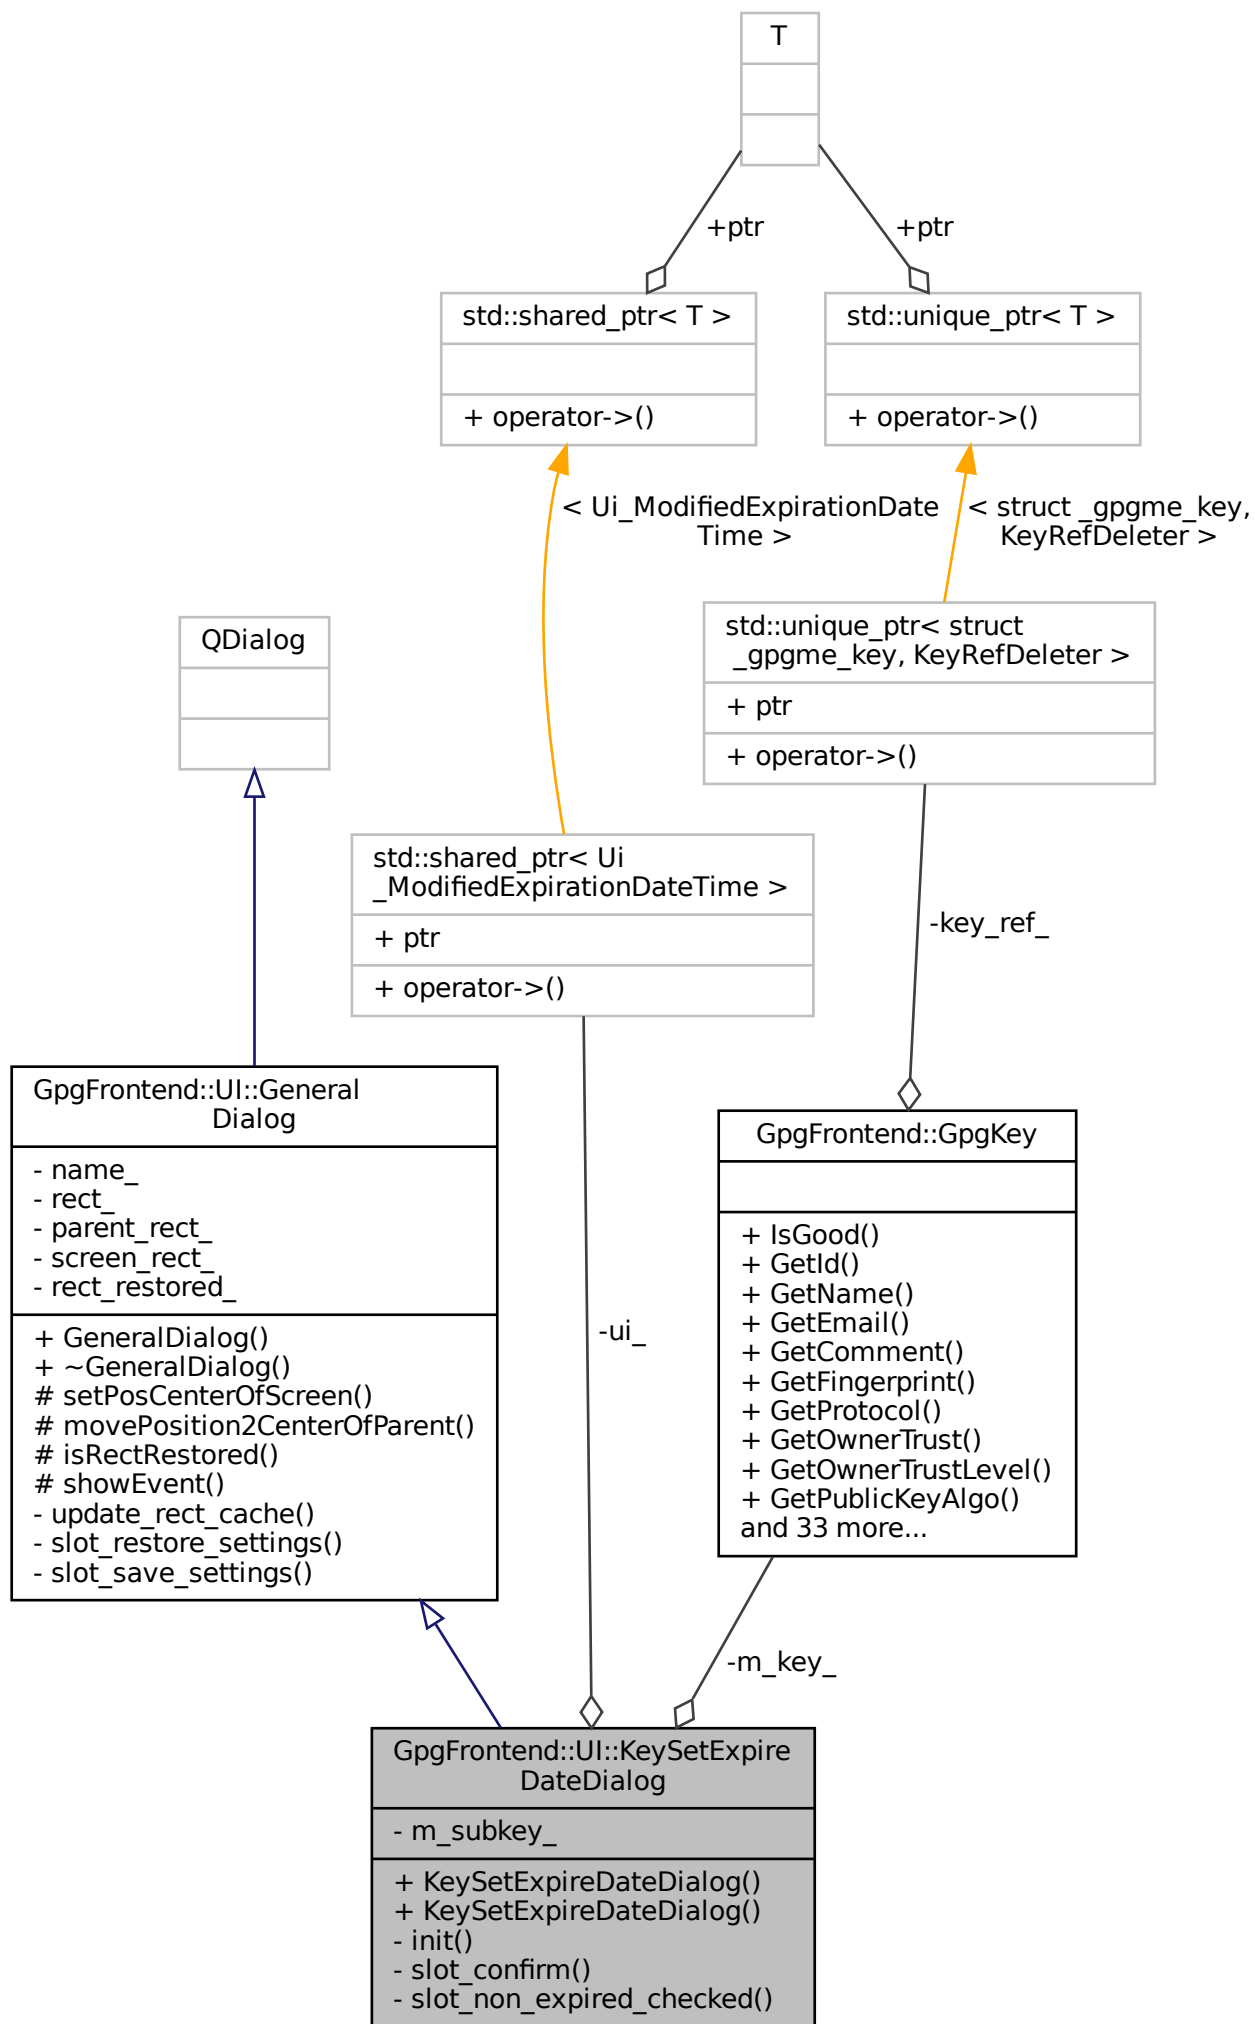 T
+ptr
+ptr
std::shared_ptr< T >
+ operator->()
std::unique_ptr< T >
+ operator->()
< Ui_ModifiedExpirationDate
Time >
< struct _gpgme_key,
KeyRefDeleter >
QDialog
std::unique_ptr< struct
_gpgme_key, KeyRefDeleter >
+ ptr
+ operator->()
std::shared_ptr< Ui
_ModifiedExpirationDateTime >
+ ptr
+ operator->()
-key_ref_
GpgFrontend::UI::General
Dialog
- name_
- rect_
- parent_rect_
- screen_rect_
- rect_restored_
+ GeneralDialog()
+ ~GeneralDialog()
# setPosCenterOfScreen()
# movePosition2CenterOfParent()
# isRectRestored()
# showEvent()
- update_rect_cache()
- slot_restore_settings()
- slot_save_settings()
-ui_
GpgFrontend::GpgKey
+ IsGood()
+ GetId()
+ GetName()
+ GetEmail()
+ GetComment()
+ GetFingerprint()
+ GetProtocol()
+ GetOwnerTrust()
+ GetOwnerTrustLevel()
+ GetPublicKeyAlgo()
and 33 more...
-m_key_
GpgFrontend::UI::KeySetExpire
DateDialog
- m_subkey_
+ KeySetExpireDateDialog()
+ KeySetExpireDateDialog()
- init()
- slot_confirm()
- slot_non_expired_checked()